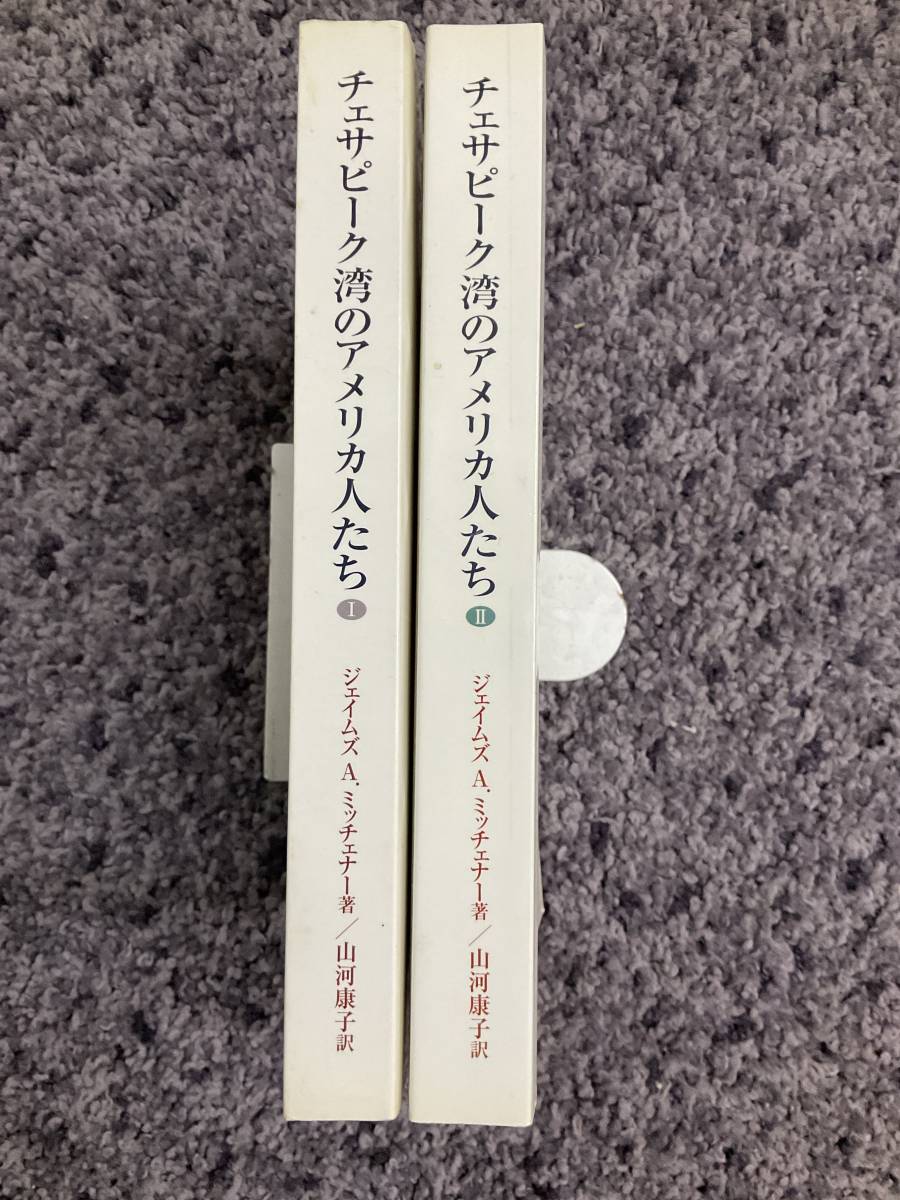 チェサピーク湾のアメリカ人たち Ⅰ
ジェイムズ A. ミッチェナー著／山河康子訳
チェサピーク湾のアメリカ人たち Ⅱ
ジェイムズ A. ミッチェナー著／山河康子訳